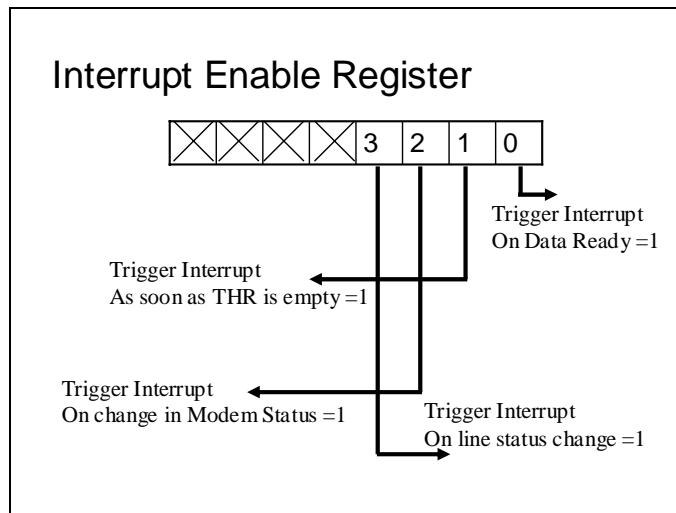 Interrupt Enable Register
3 2 1 0
Trigger Interrupt
On Data Ready =1
Trigger Interrupt
As soon as THR is empty =1
Trigger Interrupt
On change in Modem Status =1
Trigger Interrupt
On line status change =1